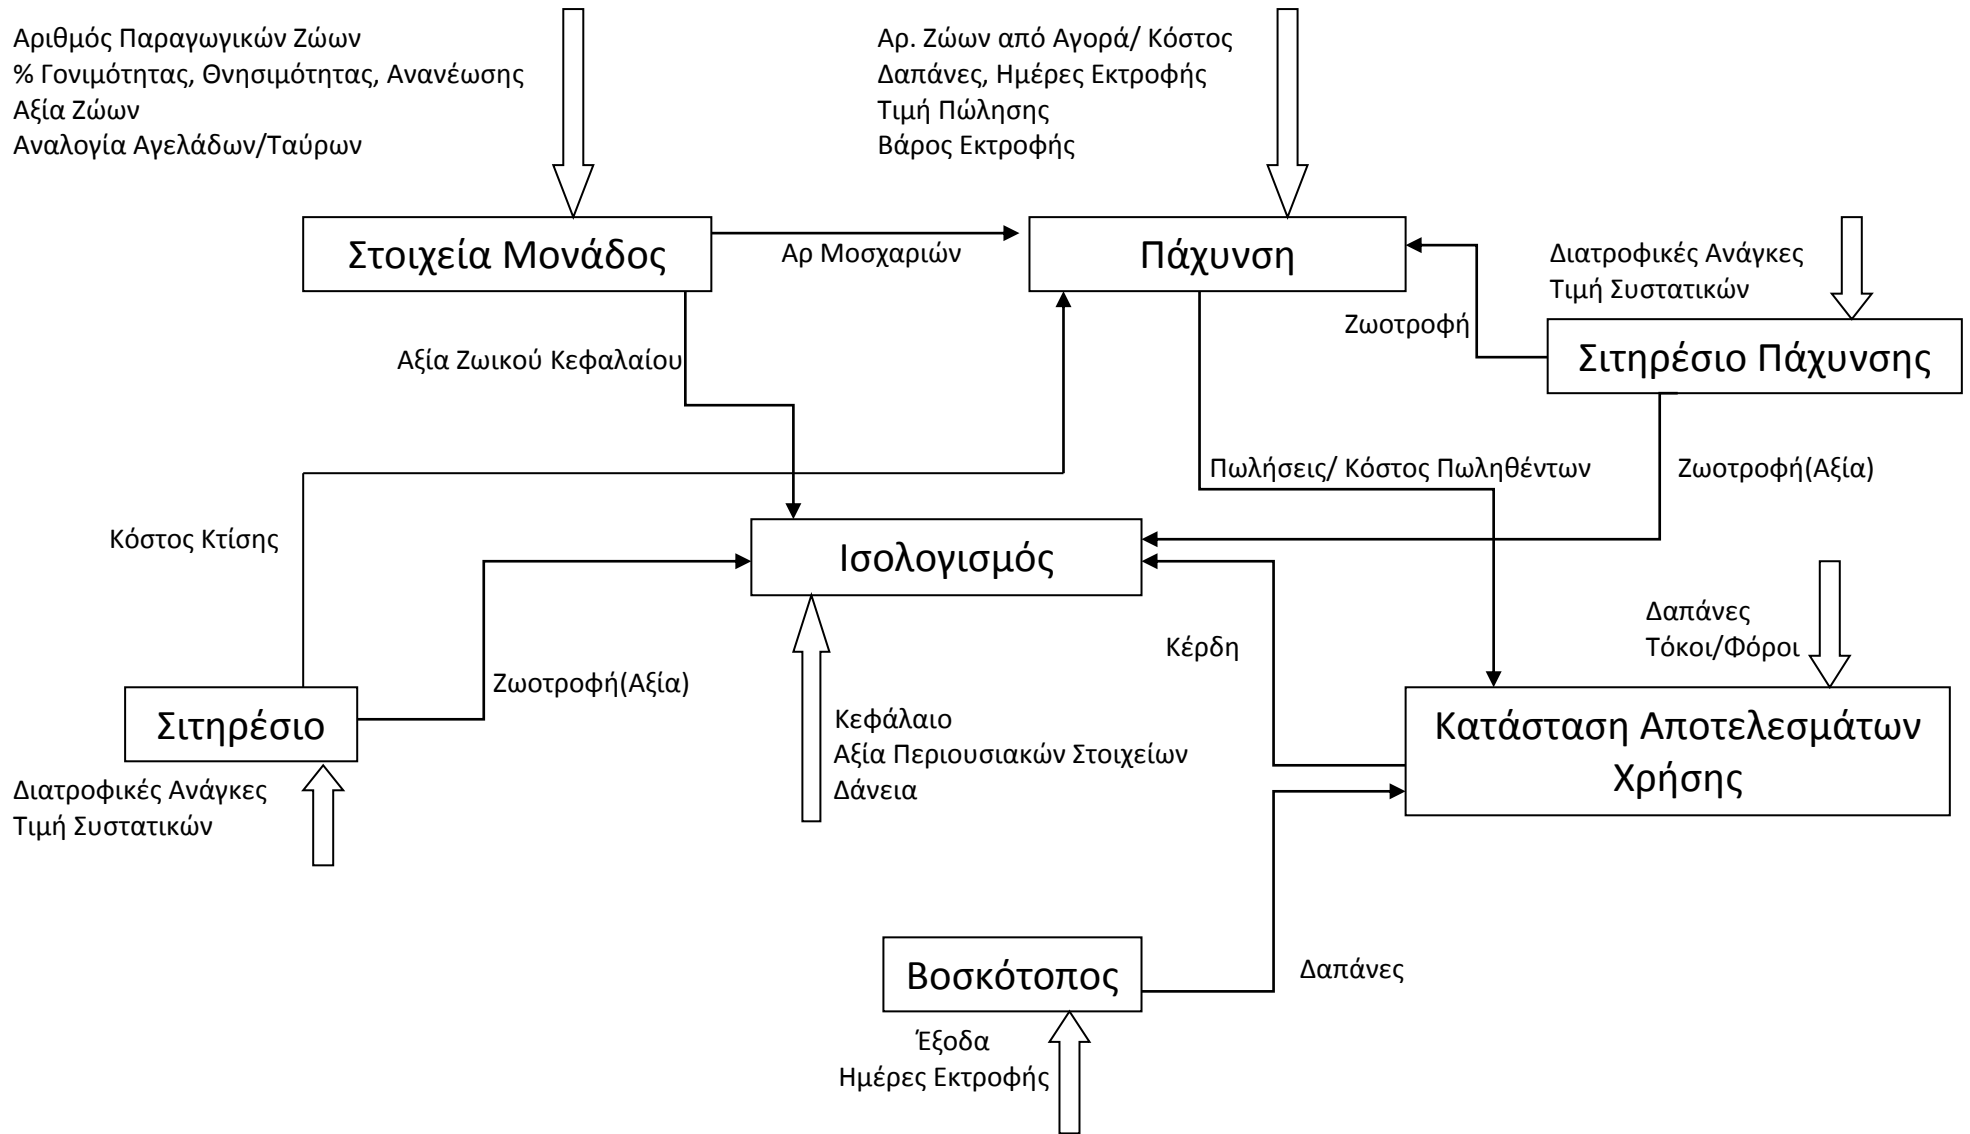 Αριθμός Παραγωγικών Ζώων
% Γονιμότητας, Θνησιμότητας, Ανανέωσης
Αξία Ζώων
Αναλογία Αγελάδων/Ταύρων
Αρ. Ζώων από Αγορά/ Κόστος
Δαπάνες, Ημέρες Εκτροφής
Τιμή Πώλησης
Βάρος Εκτροφής
Στοιχεία Μονάδος
Αρ Μοσχαριών
Πάχυνση
Διατροφικές Ανάγκες
Τιμή Συστατικών
Ζωοτροφή
Σιτηρέσιο Πάχυνσης
Αξία Ζωικού Κεφαλαίου
Πωλήσεις/ Κόστος Πωληθέντων
Ζωοτροφή(Αξία)
Κόστος Κτίσης
Ισολογισμός
Δαπάνες
Τόκοι/Φόροι
Κέρδη
Ζωοτροφή(Αξία)
Σιτηρέσιο
Κεφάλαιο
Αξία Περιουσιακών Στοιχείων
Δάνεια
Κατάσταση Αποτελεσμάτων
Χρήσης
Διατροφικές Ανάγκες
Τιμή Συστατικών
Βοσκότοπος
Δαπάνες
Έξοδα
Ημέρες Εκτροφής